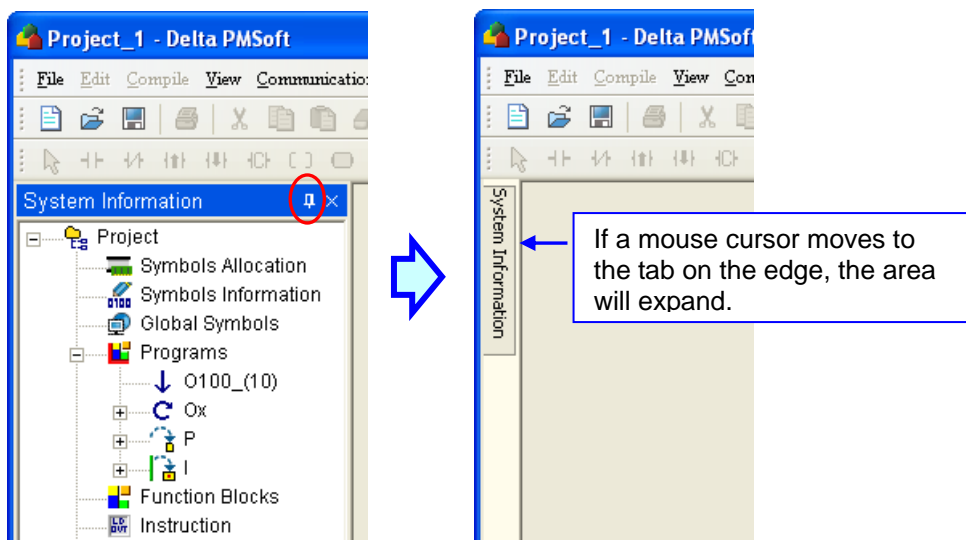 Project_1 - Delta PMSoft
File Edit Compile View Communicatio
System Information
Project
Symbols Allocation
Symbols Information
Global Symbols
Programs
O100_(10)
Ox
P
I
Function Blocks
Instruction
Project_1 - Delta PMSoft
File Edit Compile View Com
System Information
If a mouse cursor moves to
the tab on the edge, the area
will expand.